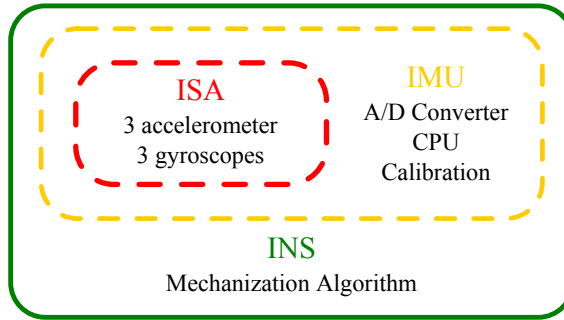 ISA
3 accelerometer
3 gyroscopes
IMU
A/D Converter
CPU
Calibration
INS
Mechanization Algorithm